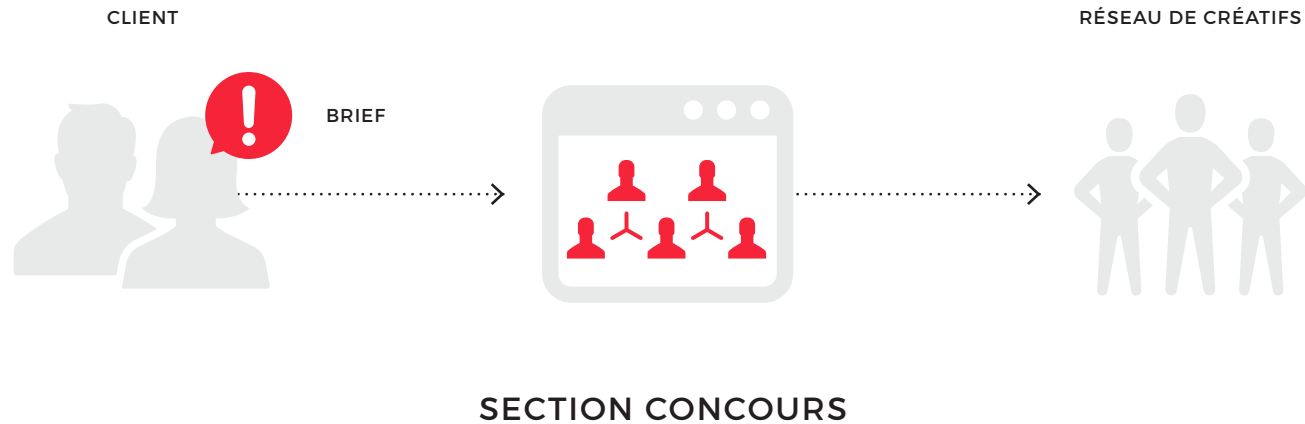 CLIENT
RÉSEAU DE CRÉATIFS
BRIEF
SECTION CONCOURS